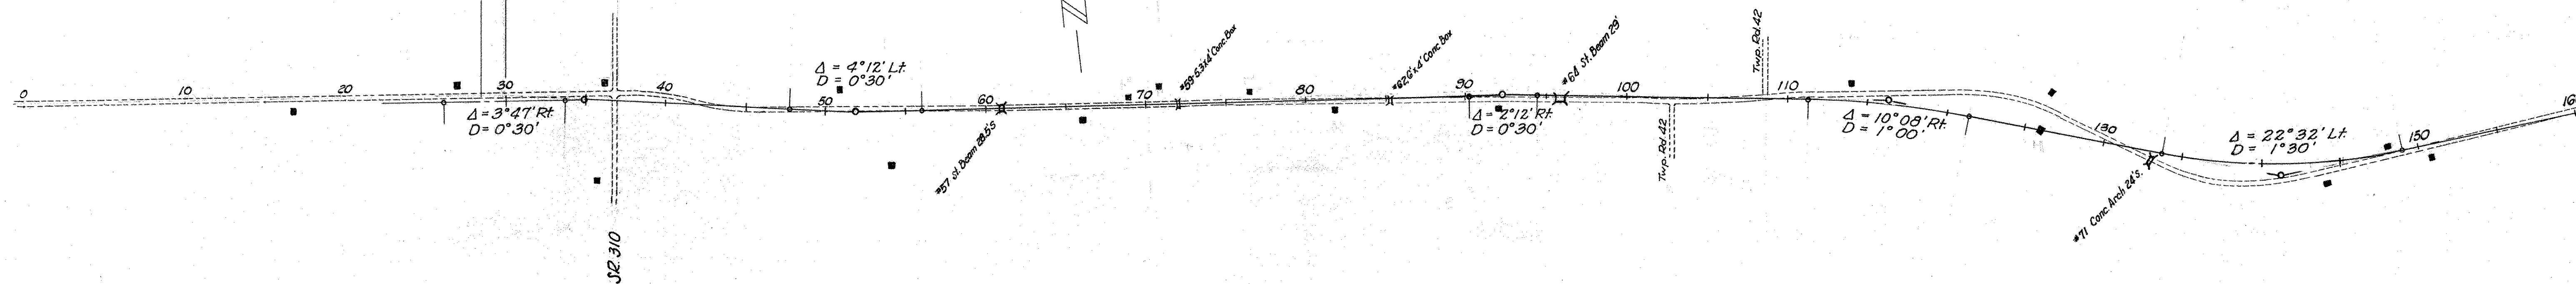 0
10
20
30
Δ = 3°47' Rt.
D = 0°30'
S.R. 310
40
Δ = 4°12' Lt.
D = 0°30'
50
60
#57 St. Beam 28.5's
70
#59-5.3'x4' Conc. Box
80
#62 6'x4' Conc. Box
90
Δ = 2°12' Rt.
D = 0°30'
#64 St. Beam 29'
100
Twp. Rd. 42
Twp. Rd. 42
110
Δ = 10°08' Rt.
D = 1°00'
130
#71 Conc. Arch 24's.
Δ = 22°32' Lt.
D = 1°30'
150